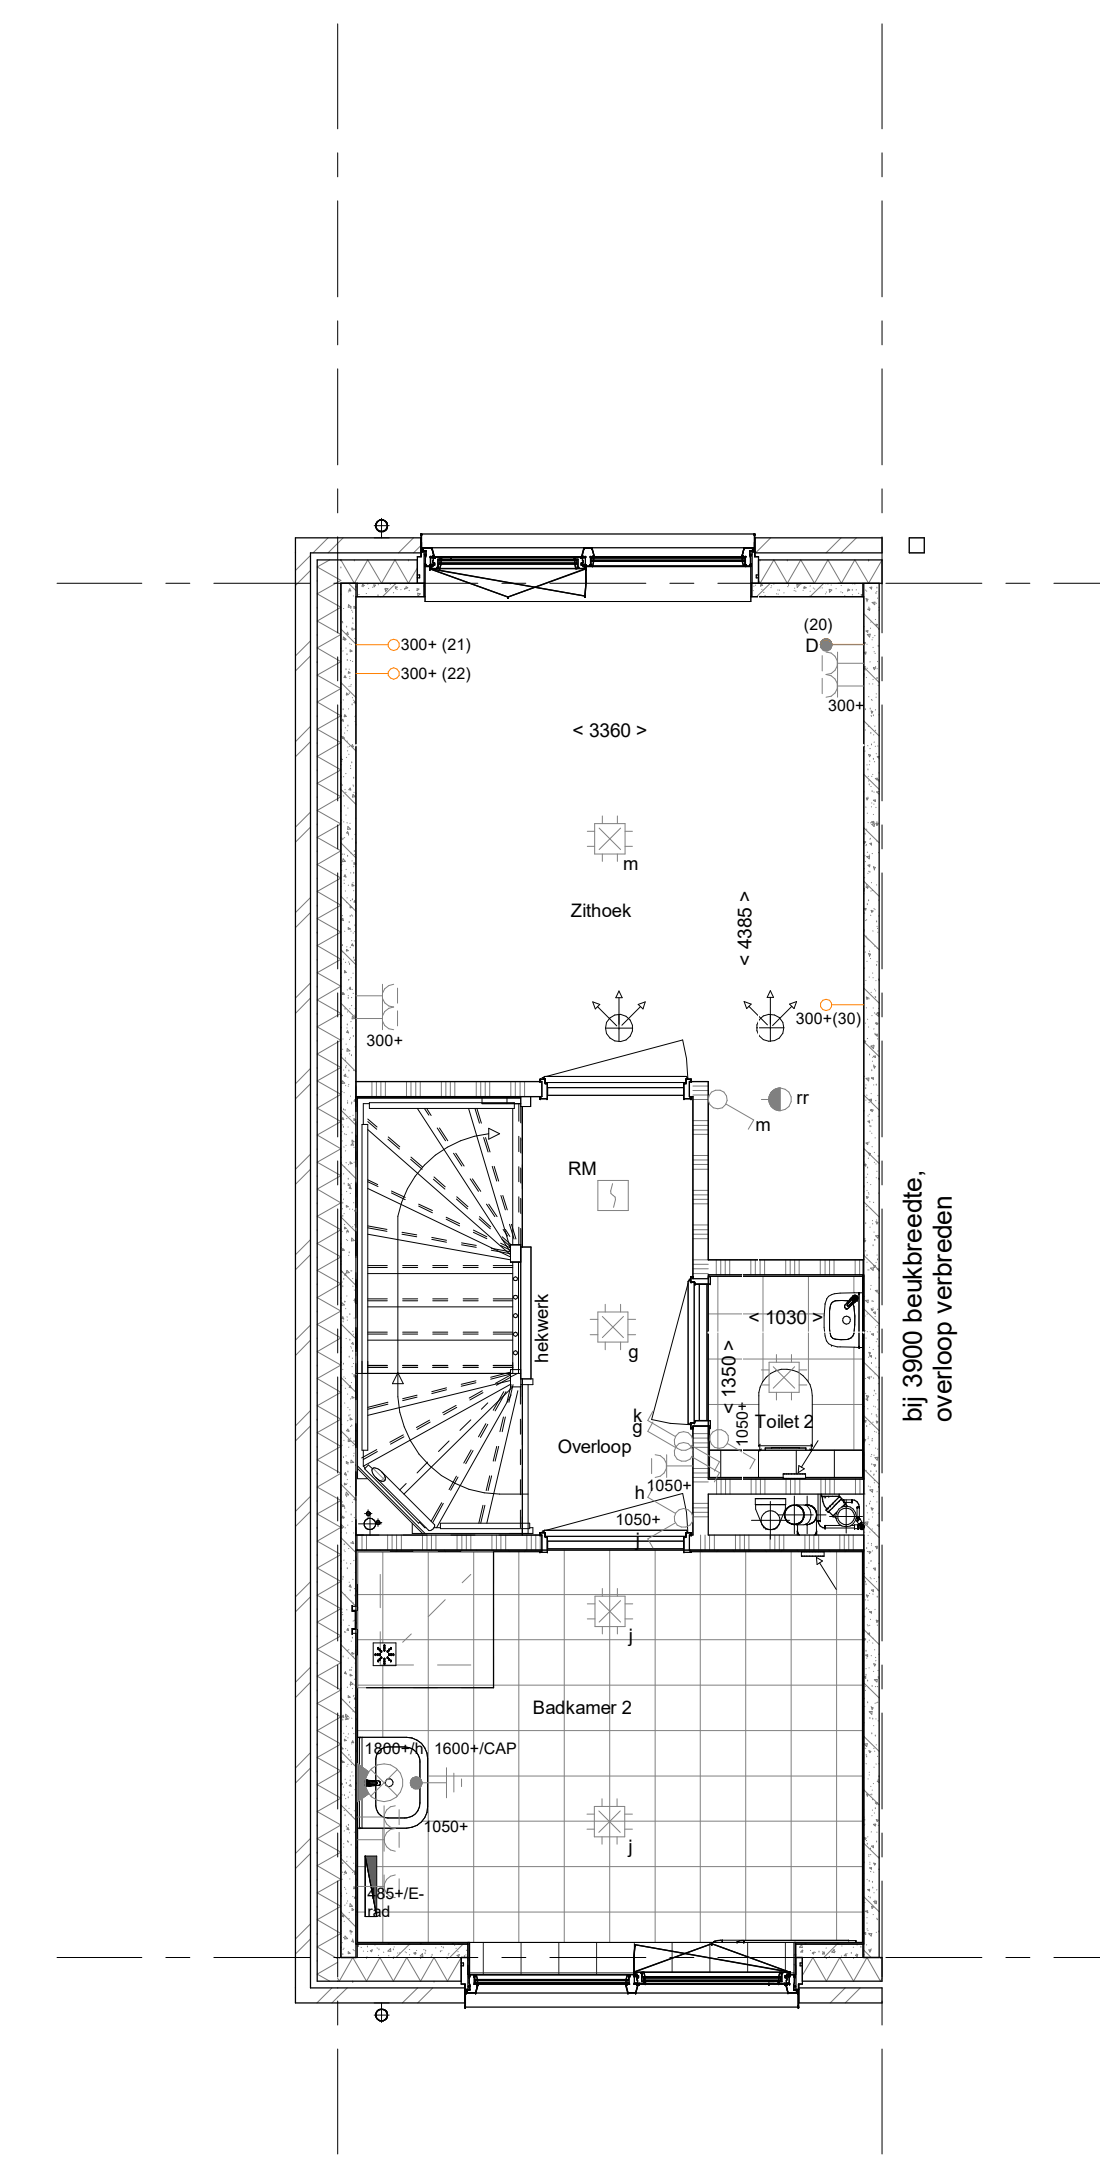 (20)
D
300+ (21)
300+ (22)
300+
< 3360 >
m
Zithoek
< 4385 >
300+(30)
300+
rr
m
RM
bij 3900 beukbreedte,
overloop verbreden
hekwerk
< 1030 >
g
< 1350 >
k
g
1050+
Toilet 2
Overloop
h
1050+
1050+
j
j
Badkamer 2
1800+/h
1600+/CAP
1050+
j
485+/E-
rad